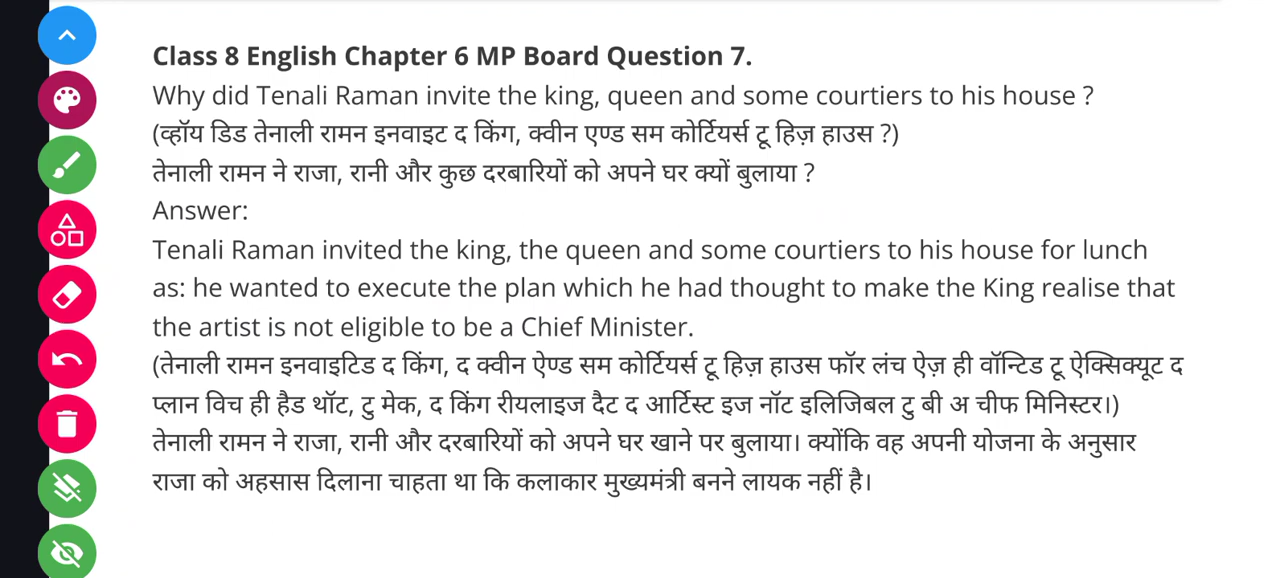 Class 8 English Chapter 6 MP Board Question 7.
Why did Tenali Raman invite the king, queen and some courtiers to his house ?
(व्हॉय डिड तेनाली रामन इनवाइट द किंग, क्वीन एण्ड सम कोर्टियर्स टू हिज़ हाउस ?)
तेनाली रामन ने राजा, रानी और कुछ दरबारियों को अपने घर क्यों बुलाया ?
Answer:
Tenali Raman invited the king, the queen and some courtiers to his house for lunch
as: he wanted to execute the plan which he had thought to make the King realise that
the artist is not eligible to be a Chief Minister.
(तेनाली रामन इनवाइटिड द किंग, द क्वीन ऐण्ड सम कोर्टियर्स टू हिज़ हाउस फॉर लंच ऐज़ ही वॉन्टिड टू ऐक्सिक्यूट द
प्लान विच ही हैड थॉट, टु मेक, द किंग रीयलाइज दैट द आर्टिस्ट इज नॉट इलिजिबल टु बी अ चीफ मिनिस्टर।)
तेनाली रामन ने राजा, रानी और दरबारियों को अपने घर खाने पर बुलाया। क्योंकि वह अपनी योजना के अनुसार
राजा को अहसास दिलाना चाहता था कि कलाकार मुख्यमंत्री बनने लायक नहीं है।